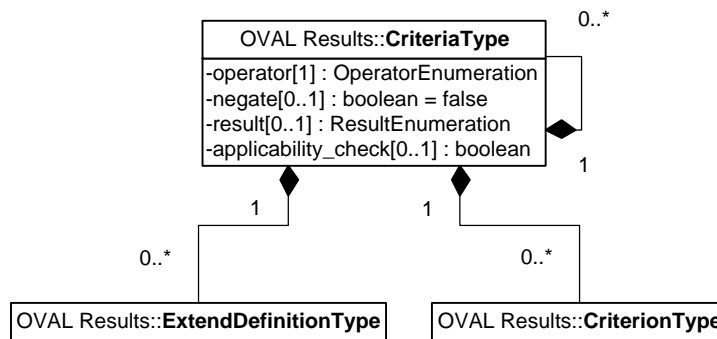 OVAL Results::CriteriaType
0..*
-operator[1] : OperatorEnumeration
-negate[0..1] : boolean = false
-result[0..1] : ResultEnumeration
-applicability_check[0..1] : boolean
1
1
1
0..*
0..*
OVAL Results::ExtendDefinitionType
OVAL Results::CriterionType